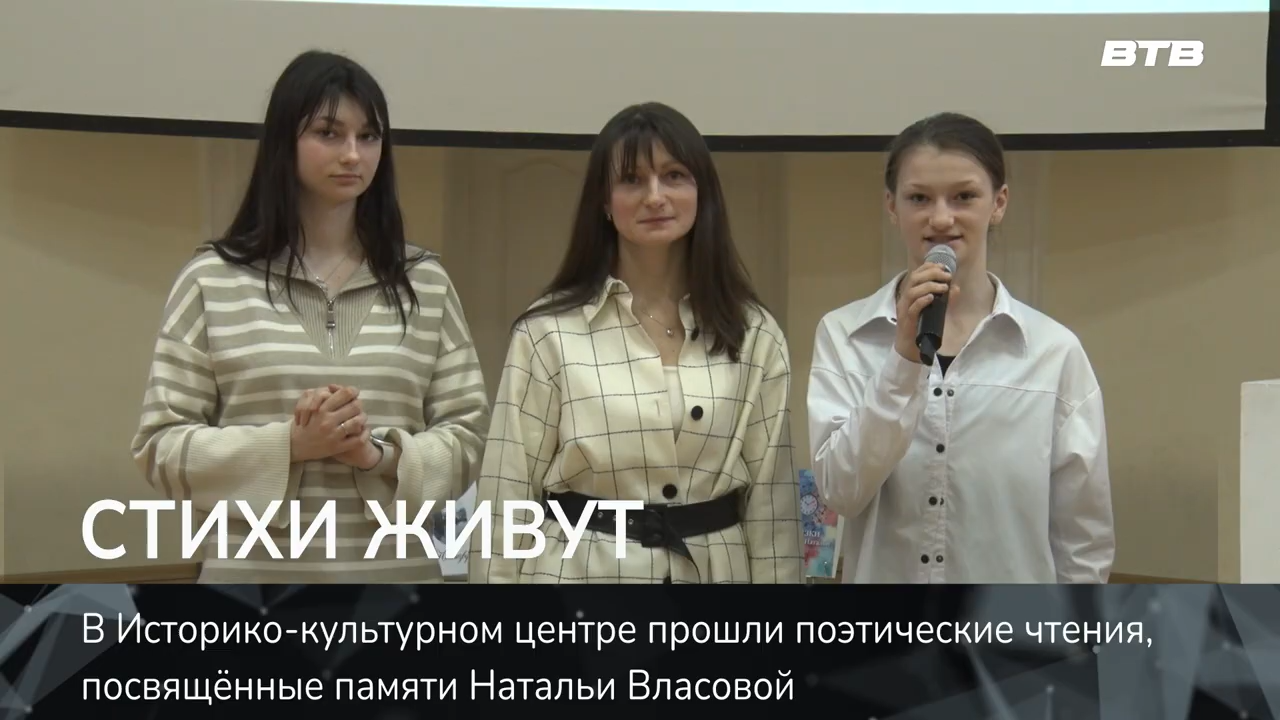 ВТВ
СТИХИ ЖИВУТ
В Историко-культурном центре прошли поэтические чтения,
посвящённые памяти Натальи Власовой